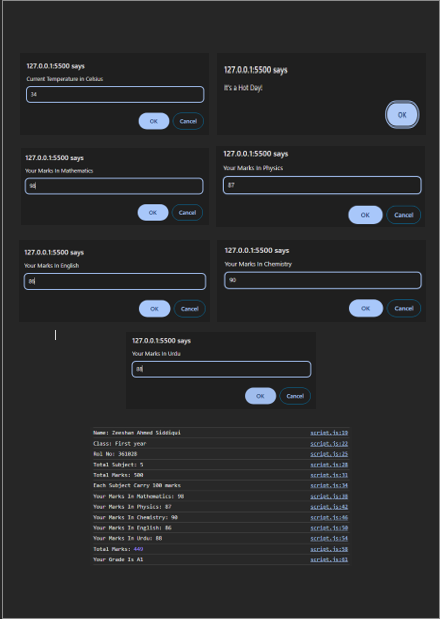 127.0.0.1:5500 says
Current Temperature in Celsius
34
OK Cancel
127.0.0.1:5500 says
It's a Hot Day!
OK
127.0.0.1:5500 says
Your Marks In Mathematics
98
OK Cancel
127.0.0.1:5500 says
Your Marks In Physics
87
OK Cancel
127.0.0.1:5500 says
Your Marks In English
86
OK Cancel
127.0.0.1:5500 says
Your Marks In Chemistry
90
OK Cancel
127.0.0.1:5500 says
Your Marks In Urdu
88
OK Cancel
Name: Zeeshan Ahmed Siddiqui script.js:19
Class: First year script.js:22
Rol No: 361028 script.js:25
Total Subject: 5 script.js:28
Total Marks: 500 script.js:31
Each Subject Carry 100 marks script.js:34
Your Marks In Mathematics: 98 script.js:38
Your Marks In Physics: 87 script.js:42
Your Marks In Chemistry: 90 script.js:46
Your Marks In English: 86 script.js:50
Your Marks In Urdu: 88 script.js:54
Total Marks: 449 script.js:58
Your Grade Is A1 script.js:61